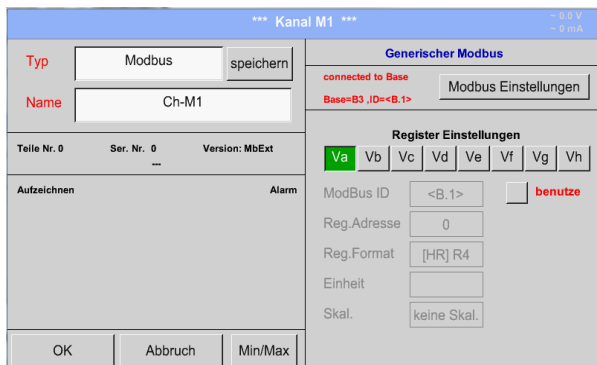 *** Kanal M1 ***
~ 0.0 V
~ 0 mA
Typ
Modbus
speichern
Name
Ch-M1
Teile Nr. 0
Ser. Nr. 0
Version: MbExt
---
Aufzeichnen
Alarm
OK
Abbruch
Min/Max
Generischer Modbus
connected to Base
Base=B3 ,ID=<B.1>
Modbus Einstellungen
Register Einstellungen
Va Vb Vc Vd Ve Vf Vg Vh
ModBus ID
<B.1>
benutze
Reg.Adresse
0
Reg.Format
[HR] R4
Einheit
Skal.
keine Skal.